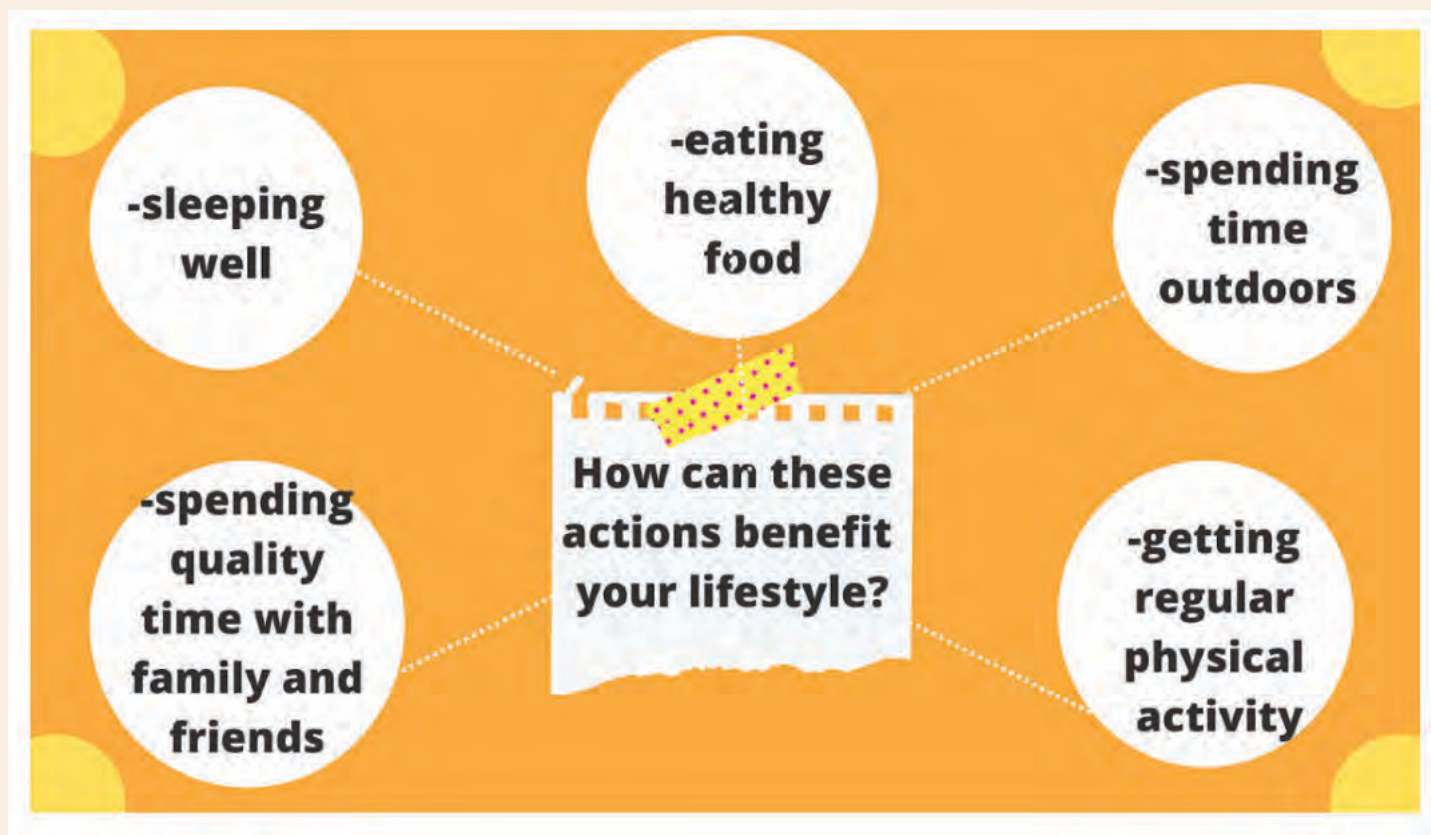 -sleeping
well
-eating
healthy
food
-spending
time
outdoors
-spending
quality
time with
family and
friends
How can these
actions benefit
your lifestyle?
-getting
regular
physical
activity